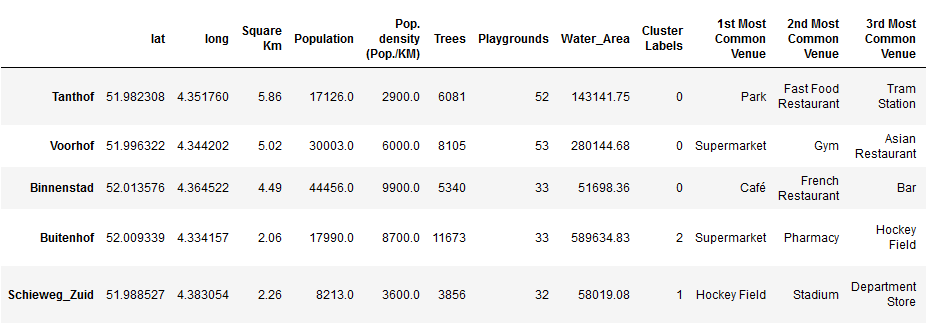 lat long Square Km Population Pop. density (Pop./KM) Trees Playgrounds Water_Area Cluster Labels 1st Most Common Venue 2nd Most Common Venue 3rd Most Common Venue
Tanthof 51.982308 4.351760 5.86 17126.0 2900.0 6081 52 143141.75 0 Park Fast Food Restaurant Tram Station
Voorhof 51.996322 4.344202 5.02 30003.0 6000.0 8105 53 280144.68 0 Supermarket Gym Asian Restaurant
Binnenstad 52.013576 4.364522 4.49 44456.0 9900.0 5340 33 51698.36 0 Café French Restaurant Bar
Buitenhof 52.009339 4.334157 2.06 17990.0 8700.0 11673 33 589634.83 2 Supermarket Pharmacy Hockey Field
Schieweg_Zuid 51.988527 4.383054 2.26 8213.0 3600.0 3856 32 58019.08 1 Hockey Field Stadium Department Store